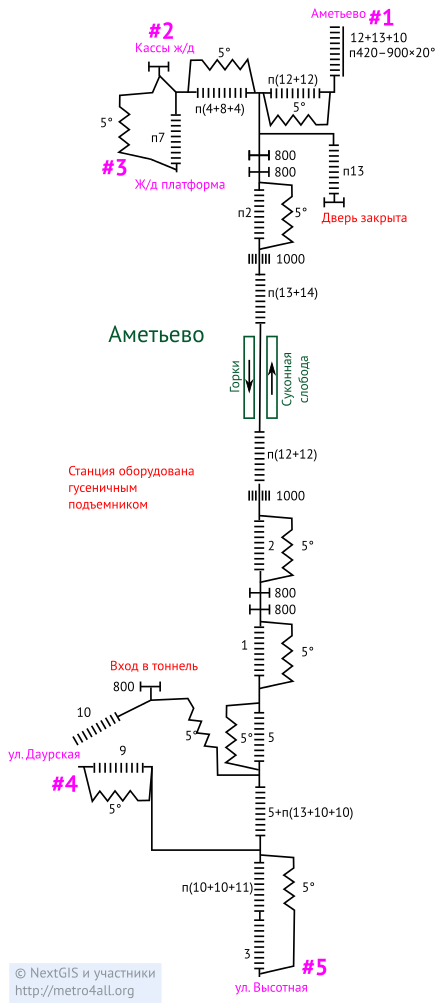 Аметьево #1
#2
12+13+10
Кассы ж/д
п420–900×20°
5°
п(12+12)
п(4+8+4)
5°
5°
п7
#3
800
800
п13
Ж/д платформа
п2
5°
Дверь закрыта
1000
п(13+14)
Аметьево
Горки
Суконная
слобода
п(12+12)
Станция оборудована
гусеничным
подъемником
1000
2
5°
800
800
1
5°
Вход в тоннель
800
10
5°
5°
5
ул. Даурская
9
#4
5°
5+п(13+10+10)
п(10+10+11)
5°
3
#5
ул. Высотная
© NextGIS и участники
http://metro4all.org